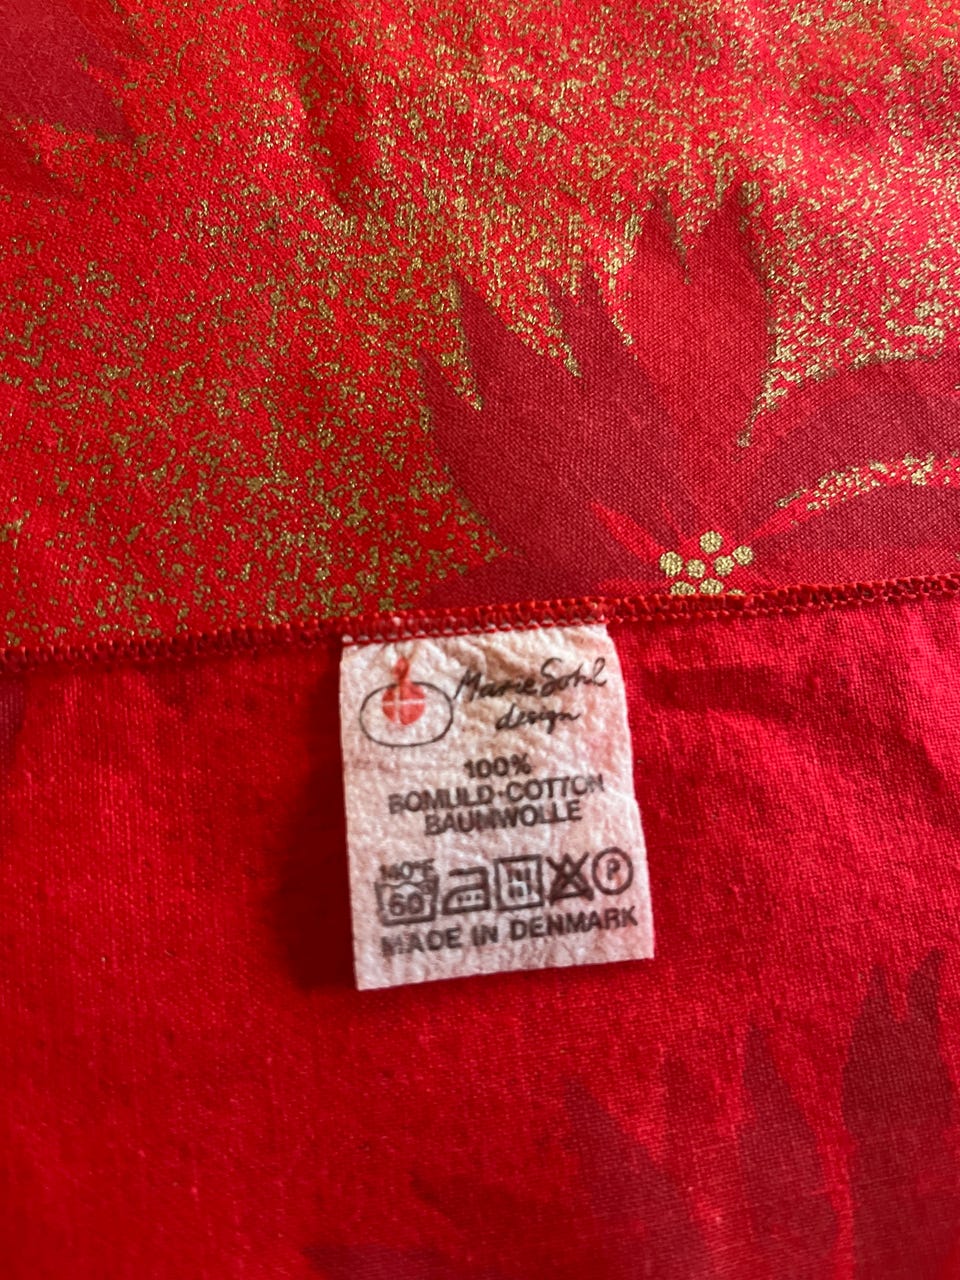 Marie Sohl
design
100%
BOMULD·COTTON
BAUMWOLLE
60
P
MADE IN DENMARK